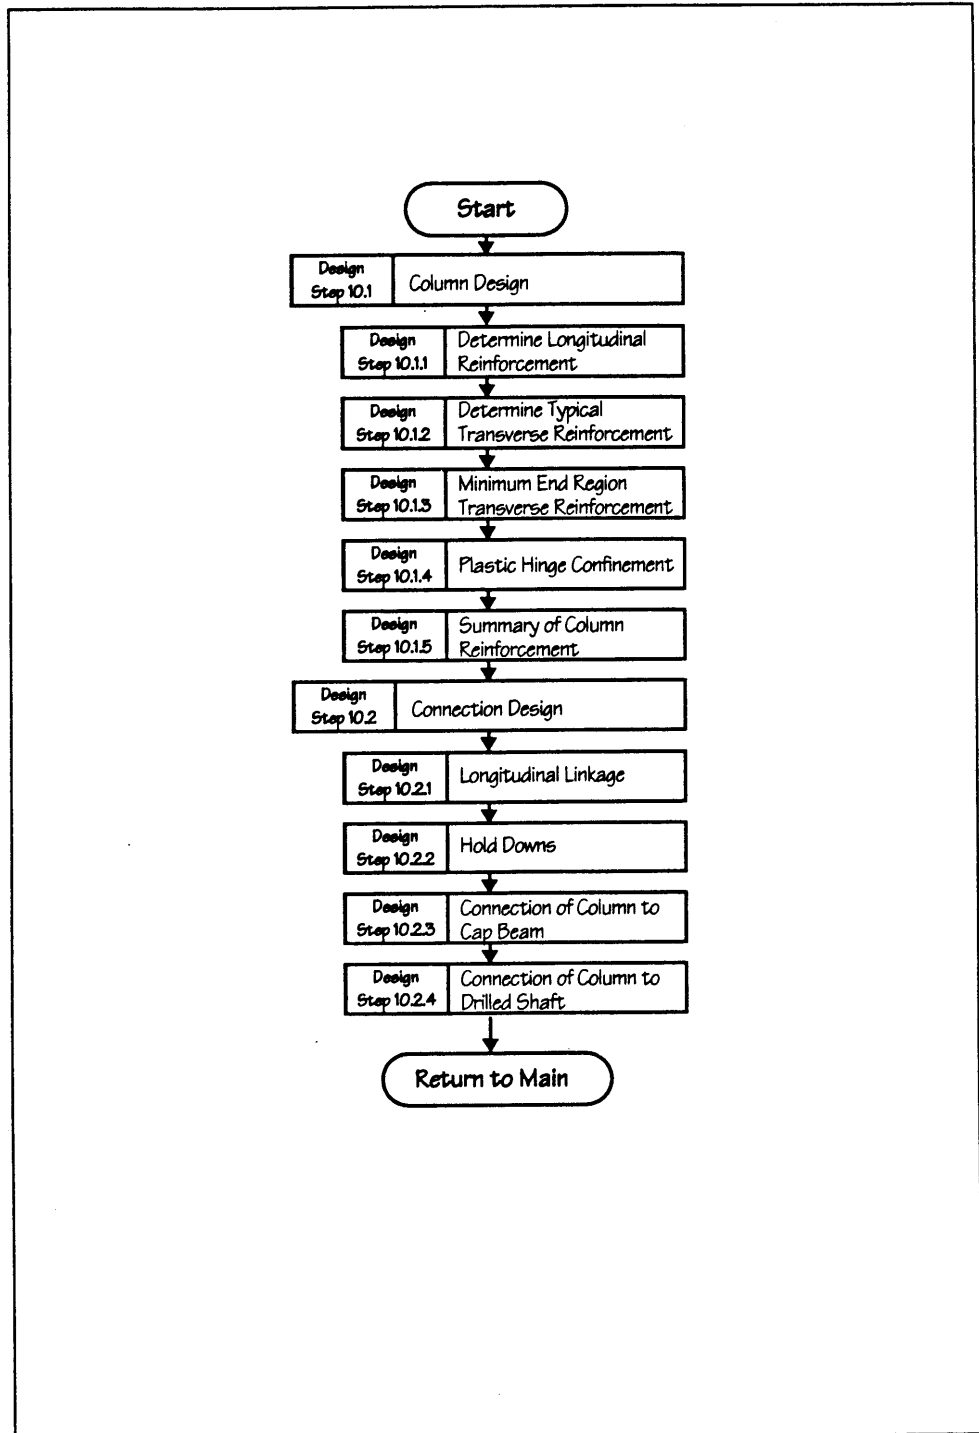 Start
Design
Step 10.1
Column Design
Design
Step 10.1.1
Determine Longitudinal
Reinforcement
Design
Step 10.1.2
Determine Typical
Transverse Reinforcement
Design
Step 10.1.3
Minimum End Region
Transverse Reinforcement
Design
Step 10.1.4
Plastic Hinge Confinement
Design
Step 10.1.5
Summary of Column
Reinforcement
Design
Step 10.2
Connection Design
Design
Step 10.2.1
Longitudinal Linkage
Design
Step 10.2.2
Hold Downs
Design
Step 10.2.3
Connection of Column to
Cap Beam
Design
Step 10.2.4
Connection of Column to
Drilled Shaft
Return to Main